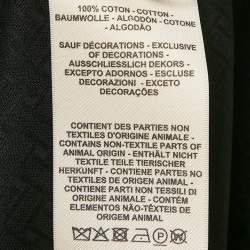 100% COTON - COTTON -
BAUMWOLLE - ALGODÓN - COTONE
- ALGODÃO
SAUF DÉCORATIONS - EXCLUSIVE
OF DECORATIONS -
AUSSCHLIESSLICH DEKORS -
EXCEPTO ADORNOS - ESCLUSE
DECORAZIONI - EXCETO
DECORAÇÕES
CONTIENT DES PARTIES NON
TEXTILES D'ORIGINE ANIMALE -
CONTAINS NON-TEXTILE PARTS OF
ANIMAL ORIGIN - ENTHÄLT NICHT
TEXTILE TEILE TIERISCHER
HERKUNFT - CONTIENE PARTES NO
TEXTILES DE ORIGEN ANIMAL -
CONTIENE PARTI NON TESSILI DI
ORIGINE ANIMALE - CONTÉM
ELEMENTOS NÃO-TÊXTEIS DE
ORIGEM ANIMAL